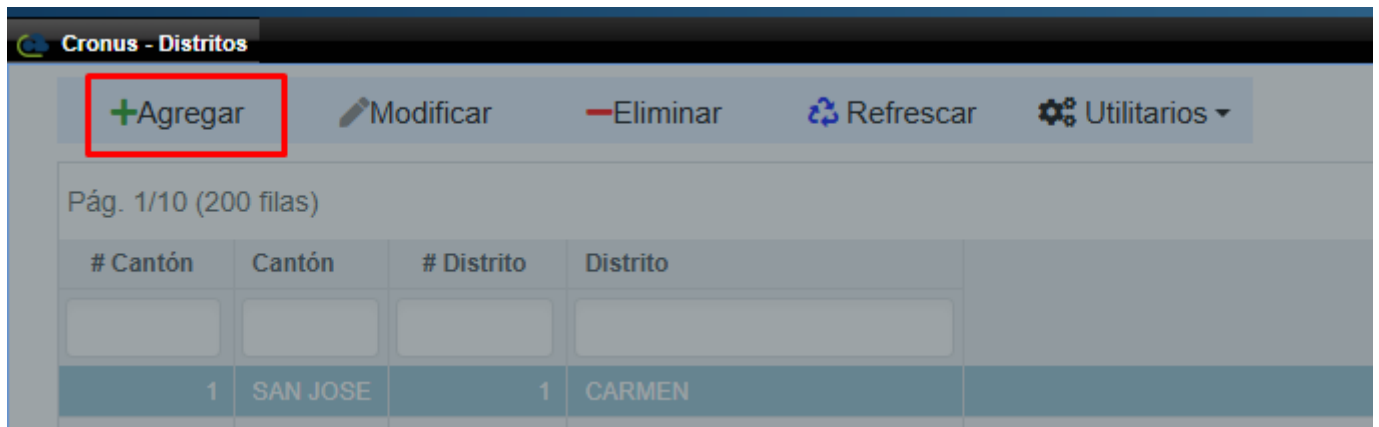 Cronus - Distritos
Agregar Modificar Eliminar Refrescar Utilitarios
Pág. 1/10 (200 filas)
# Cantón Cantón # Distrito Distrito
1 SAN JOSE 1 CARMEN